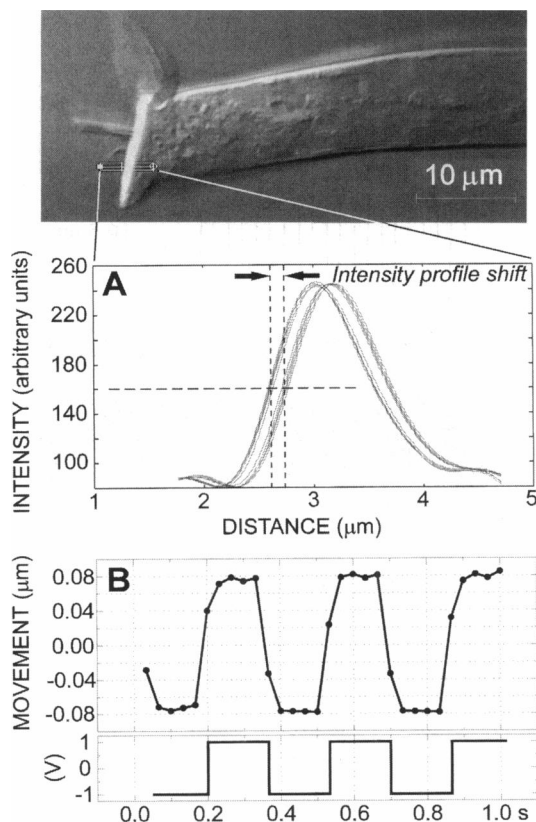 10 μm
A
Intensity profile shift
INTENSITY (arbitrary units)
260
220
180
140
100
1 2 3 4 5
DISTANCE (μm)
B
MOVEMENT (μm)
0.08
0.04
0.00
-0.04
-0.08
(V)
1
0
-1
0.0 0.2 0.4 0.6 0.8 1.0 s